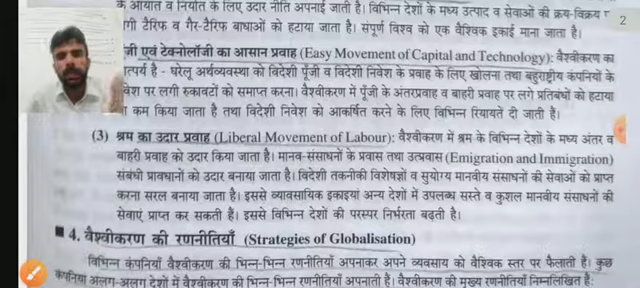 के आयात व निर्यात के लिए उदार नीति अपनाई जाती है। विभिन्न देशों के मध्य उत्पाद व सेवाओं की क्रय-विक्रय
2
टैरिफ व गैर-टैरिफ बाधाओं को हटाया जाता है। संपूर्ण विश्व को एक वैश्विक इकाई माना जाता है।
एवं टेक्नोलॉजी का आसान प्रवाह (Easy Movement of Capital and Technology): वैश्वीकरण का
है - घरेलू अर्थव्यवस्था को विदेशी पूँजी व विदेशी निवेश के प्रवाह के लिए खोलना तथा बहुराष्ट्रीय कंपनियों के
पर लगी रुकावटों को समाप्त करना। वैश्वीकरण में पूँजी के अंतरप्रवाह व बाहरी प्रवाह पर लगे प्रतिबंधों को हटाया
कम किया जाता है तथा विदेशी निवेश को आकर्षित करने के लिए विभिन्न रियायतें दी जाती हैं।
(3) श्रम का उदार प्रवाह (Liberal Movement of Labour): वैश्वीकरण में श्रम के विभिन्न देशों के मध्य अंतर व
बाहरी प्रवाह को उदार किया जाता है। मानव-संसाधनों के प्रवास तथा उत्प्रवास (Emigration and Immigration)
संबंधी प्रावधानों को उदार बनाया जाता है। विदेशी तकनीकी विशेषज्ञों व सुयोग्य मानवीय संसाधनों की सेवाओं को प्राप्त
करना सरल बनाया जाता है। इससे व्यावसायिक इकाइयां अन्य देशों में उपलब्ध सस्ते व कुशल मानवीय संसाधनों की
सेवाएं प्राप्त कर सकती हैं। इससे विभिन्न देशों की परस्पर निर्भरता बढ़ती है।
■ 4. वैश्वीकरण की रणनीतियाँ (Strategies of Globalisation)
विभिन्न कंपनियाँ वैश्वीकरण की भिन्न-भिन्न रणनीतियाँ अपनाकर अपने व्यवसाय को वैश्विक स्तर पर फैलाती हैं। कुछ
कंपनियां अलग-अलग देशों में वैश्वीकरण की भिन्न-भिन्न रणनीतियाँ अपनाती हैं। वैश्वीकरण की मुख्य रणनीतियाँ निम्नलिखित हैं: